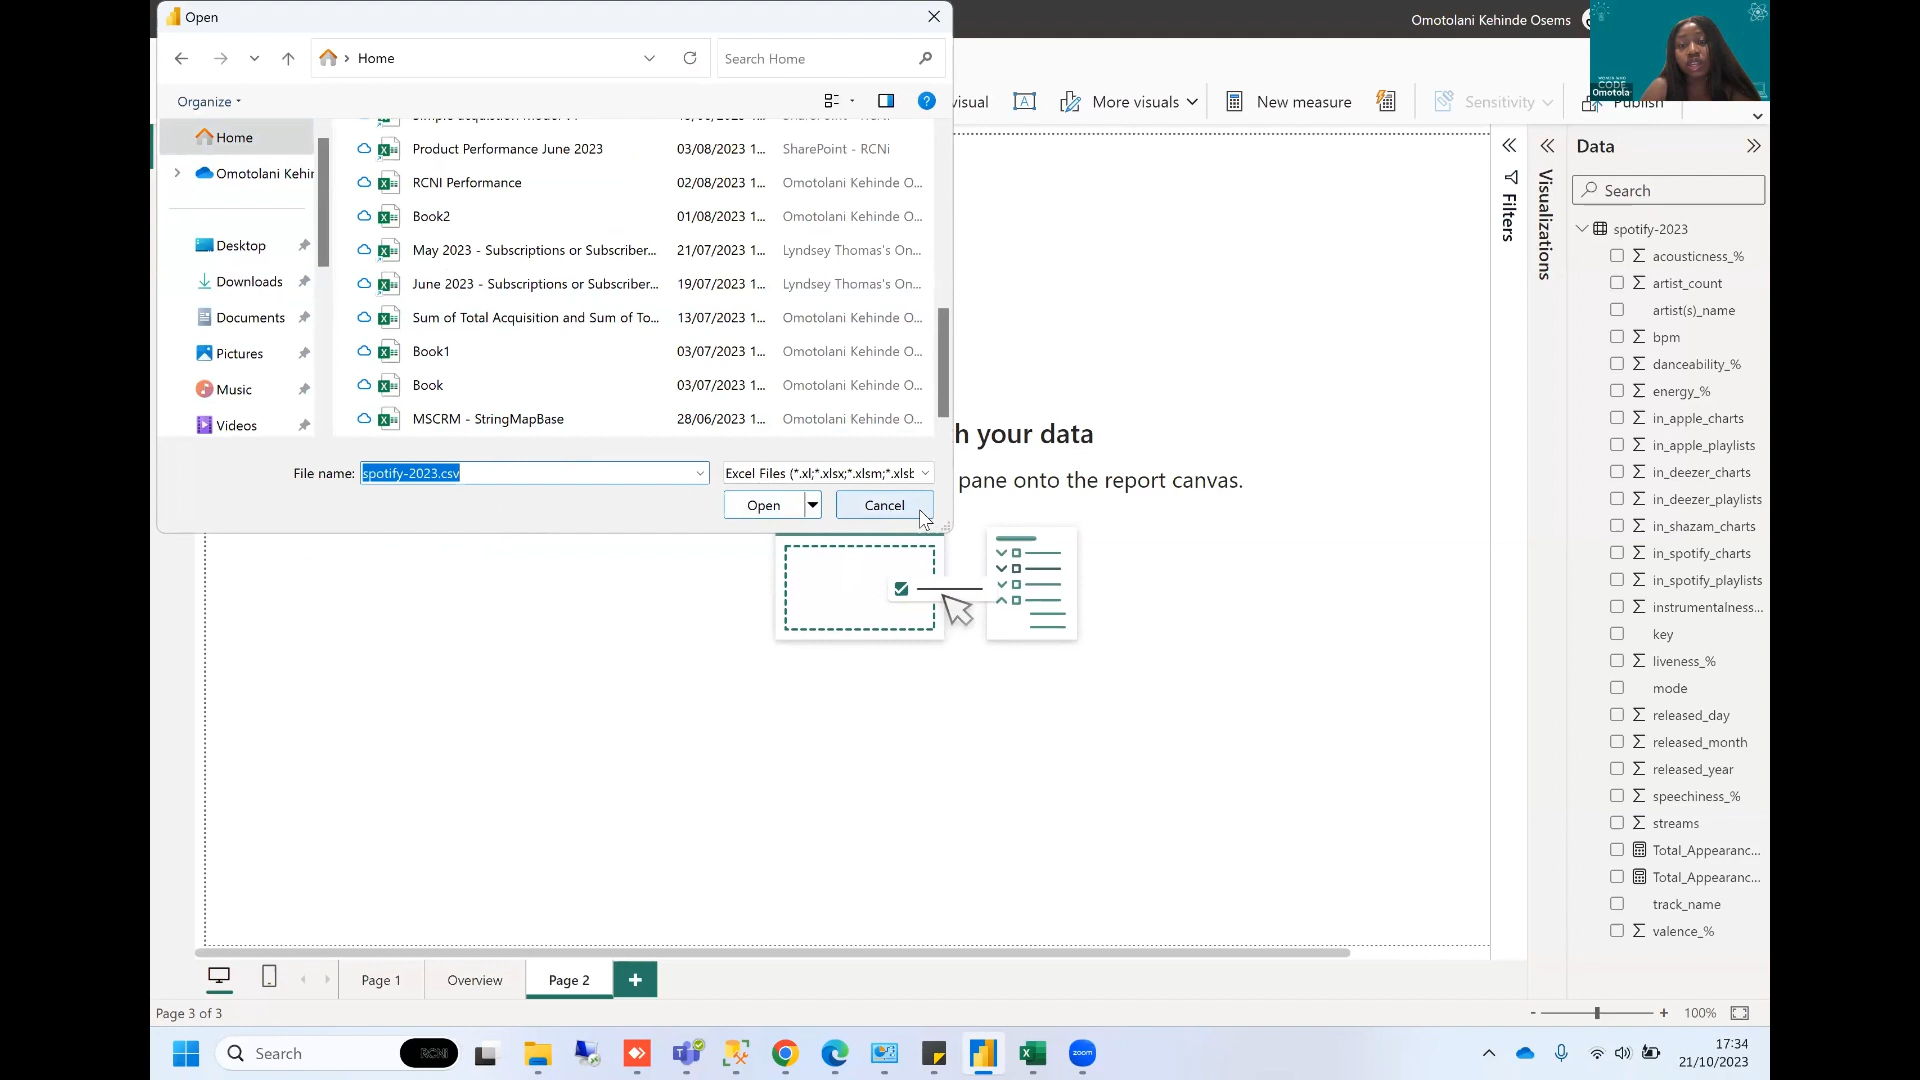 Open
Home
Search Home
Organize
Home
Omotolani Kehir
Desktop
Downloads
Documents
Pictures
Music
Videos
Product Performance June 2023 03/08/2023 1... SharePoint - RCNi
RCNI Performance 02/08/2023 1... Omotolani Kehinde O...
Book2 01/08/2023 1... Omotolani Kehinde O...
May 2023 - Subscriptions or Subscriber... 21/07/2023 1... Lyndsey Thomas's On...
June 2023 - Subscriptions or Subscriber... 19/07/2023 1... Lyndsey Thomas's On...
Sum of Total Acquisition and Sum of To... 13/07/2023 1... Omotolani Kehinde O...
Book1 03/07/2023 1... Omotolani Kehinde O...
Book 03/07/2023 1... Omotolani Kehinde O...
MSCRM - StringMapBase 28/06/2023 1... Omotolani Kehinde O...
File name: spotify-2023.csv Excel Files (*.xl;*.xlsx;*.xlsm;*.xlsb
Open Cancel
Omotolani Kehinde Osems
WOMEN WHO
CODE
Omotola
visual More visuals New measure Sensitivity Publish
h your data
pane onto the report canvas.
Filters
Visualizations
Data
Search
spotify-2023
acousticness_%
artist_count
artist(s)_name
bpm
danceability_%
energy_%
in_apple_charts
in_apple_playlists
in_deezer_charts
in_deezer_playlists
in_shazam_charts
in_spotify_charts
in_spotify_playlists
instrumentalness...
key
liveness_%
mode
released_day
released_month
released_year
speechiness_%
streams
Total_Appearanc...
Total_Appearanc...
track_name
valence_%
Page 1 Overview Page 2 +
Page 3 of 3 - + 100%
Search RCNi zoom
17:34
21/10/2023